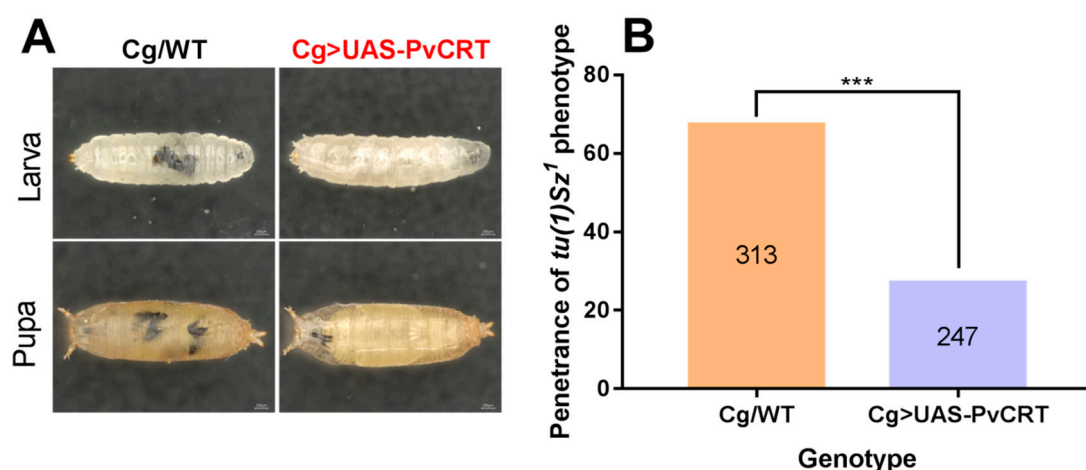 A
Cg/WT
Cg>UAS-PvCRT
Larva
Pupa
B
Penetrance of tu(1)Sz¹ phenotype
80
60
40
20
0
***
313
247
Cg/WT
Cg>UAS-PvCRT
Genotype